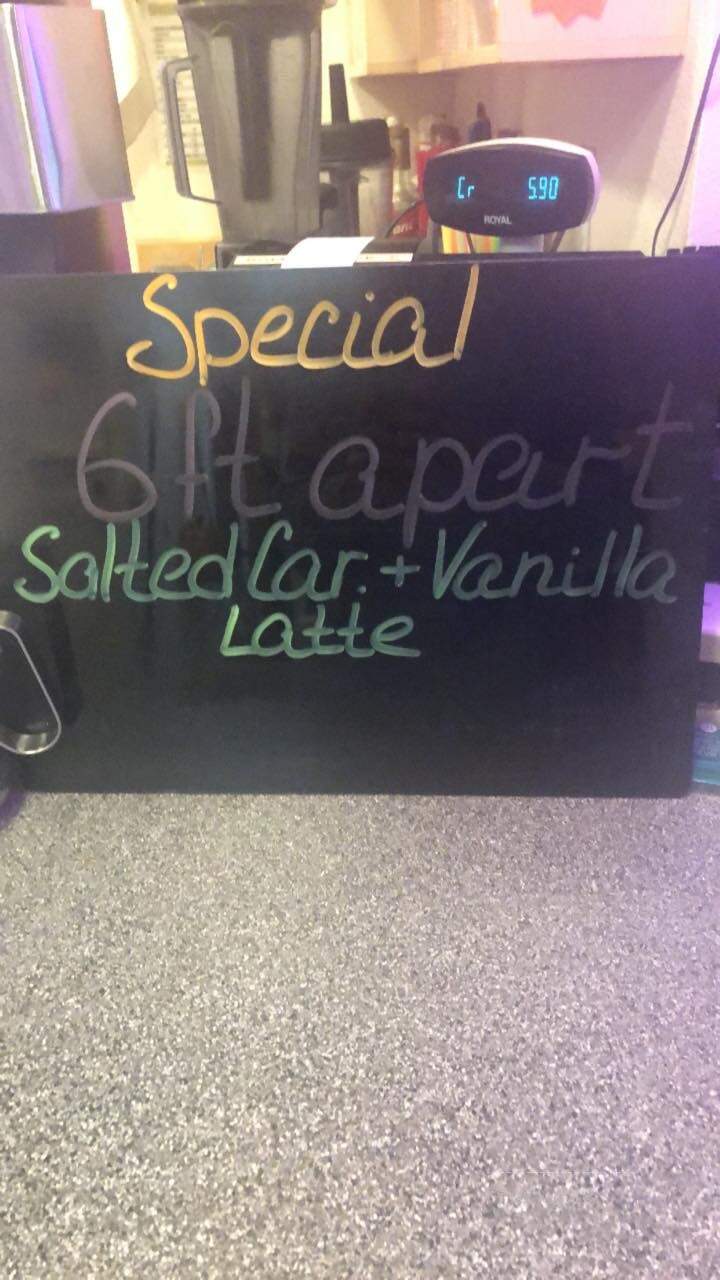 Cr 5.90
ROYAL
Special
6ft apart
Salted Car. + Vanilla
Latte